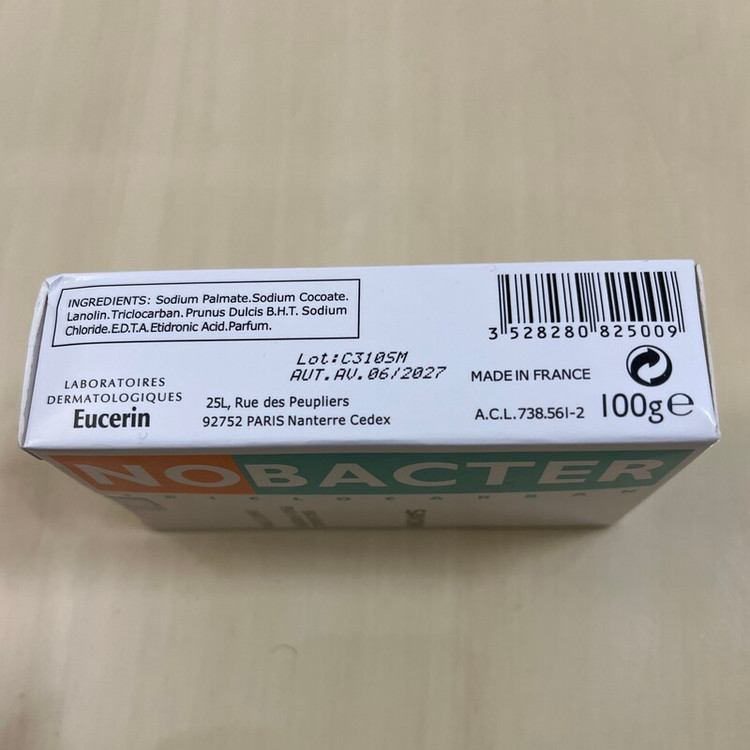 INGREDIENTS: Sodium Palmate.Sodium Cocoate.
Lanolin.Triclocarban.Prunus Dulcis B.H.T. Sodium
Chloride.E.D.T.A.Etidronic Acid.Parfum.
Lot:C310SM
AUT.AV.06/2027
LABORATOIRES
DERMATOLOGIQUES
Eucerin
25L, Rue des Peupliers
92752 PARIS Nanterre Cedex
3 528280 825009
MADE IN FRANCE
A.C.L.738.561-2 100g e
NOBACTER